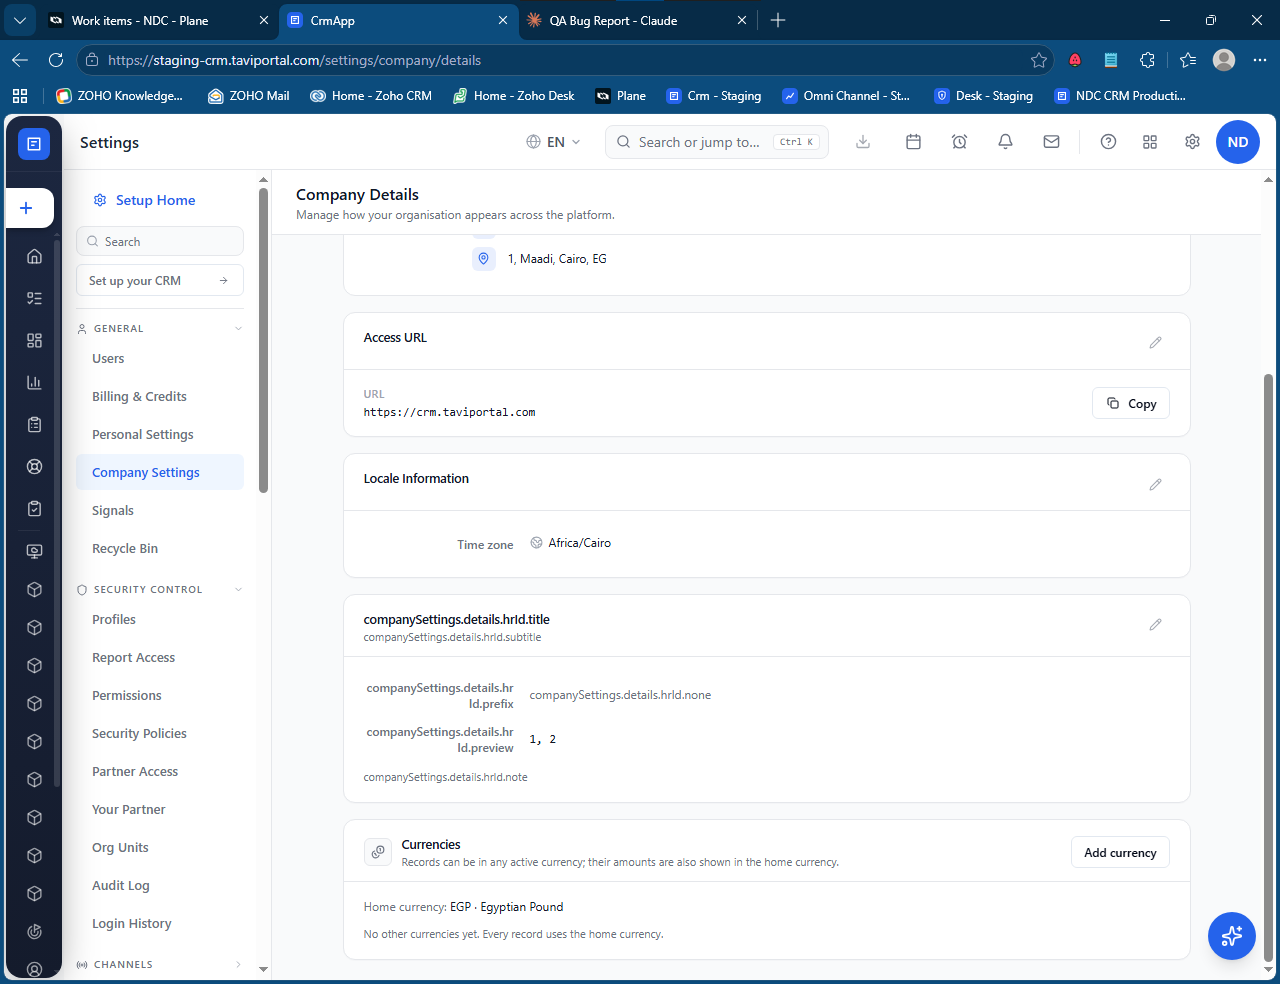 Work items - NDC - Plane
CrmApp
QA Bug Report - Claude
https://staging-crm.taviportal.com/settings/company/details
ZOHO Knowledge...
ZOHO Mail
Home - Zoho CRM
Home - Zoho Desk
Plane
Crm - Staging
Omni Channel - St...
Desk - Staging
NDC CRM Producti...
Settings
EN
Search or jump to...
Ctrl K
ND
Setup Home
Search
Set up your CRM
GENERAL
Users
Billing & Credits
Personal Settings
Company Settings
Signals
Recycle Bin
SECURITY CONTROL
Profiles
Report Access
Permissions
Security Policies
Partner Access
Your Partner
Org Units
Audit Log
Login History
CHANNELS
Company Details
Manage how your organisation appears across the platform.
1, Maadi, Cairo, EG
Access URL
URL
https://crm.taviportal.com
Copy
Locale Information
Time zone
Africa/Cairo
companySettings.details.hrId.title
companySettings.details.hrId.subtitle
companySettings.details.hr
Id.prefix
companySettings.details.hrId.none
companySettings.details.hr
Id.preview
1, 2
companySettings.details.hrId.note
Currencies
Records can be in any active currency; their amounts are also shown in the home currency.
Add currency
Home currency: EGP · Egyptian Pound
No other currencies yet. Every record uses the home currency.